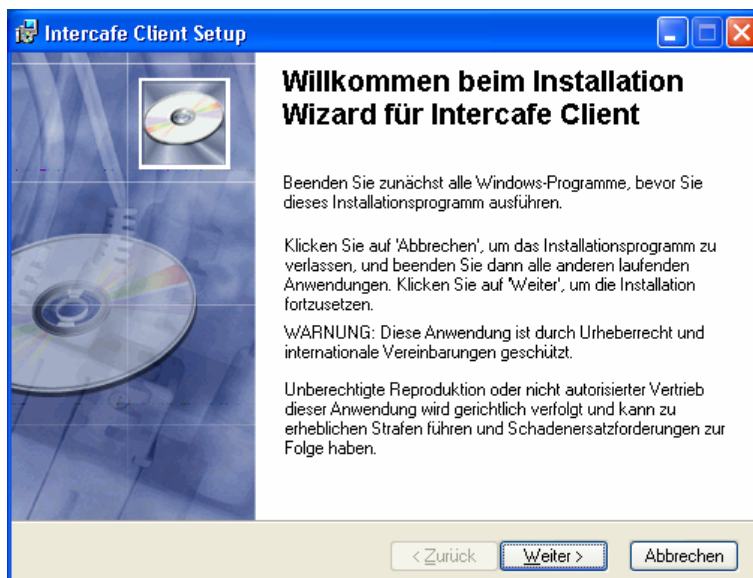 Intercafe Client Setup
Willkommen beim Installation
Wizard für Intercafe Client
Beenden Sie zunächst alle Windows-Programme, bevor Sie
dieses Installationsprogramm ausführen.
Klicken Sie auf 'Abbrechen', um das Installationsprogramm zu
verlassen, und beenden Sie dann alle anderen laufenden
Anwendungen. Klicken Sie auf 'Weiter', um die Installation
fortzusetzen.
WARNUNG: Diese Anwendung ist durch Urheberrecht und
internationale Vereinbarungen geschützt.
Unberechtigte Reproduktion oder nicht autorisierter Vertrieb
dieser Anwendung wird gerichtlich verfolgt und kann zu
erheblichen Strafen führen und Schadenersatzforderungen zur
Folge haben.
< Zurück
Weiter >
Abbrechen